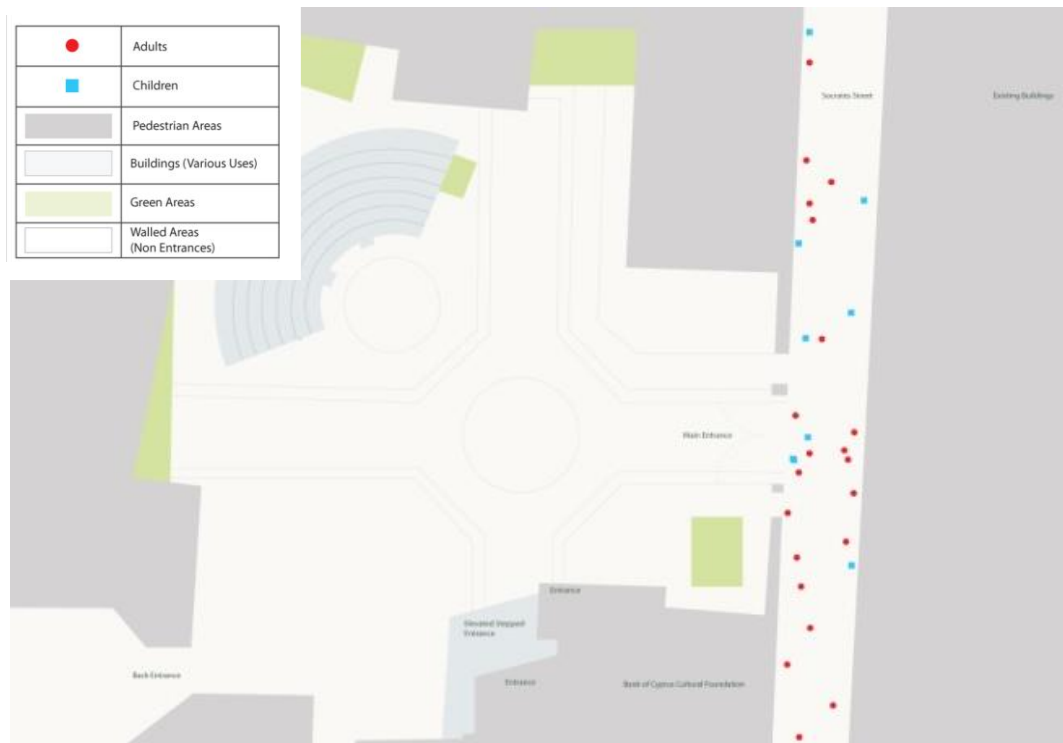 Adults
Children
Pedestrian Areas
Buildings (Various Uses)
Green Areas
Walled Areas
(Non Entrances)
Socrates Street
Existing Buildings
Main Entrance
Entrance
Elevated Stepped
Entrance
Back Entrance
Entrance
Bank of Cyprus Cultural Foundation